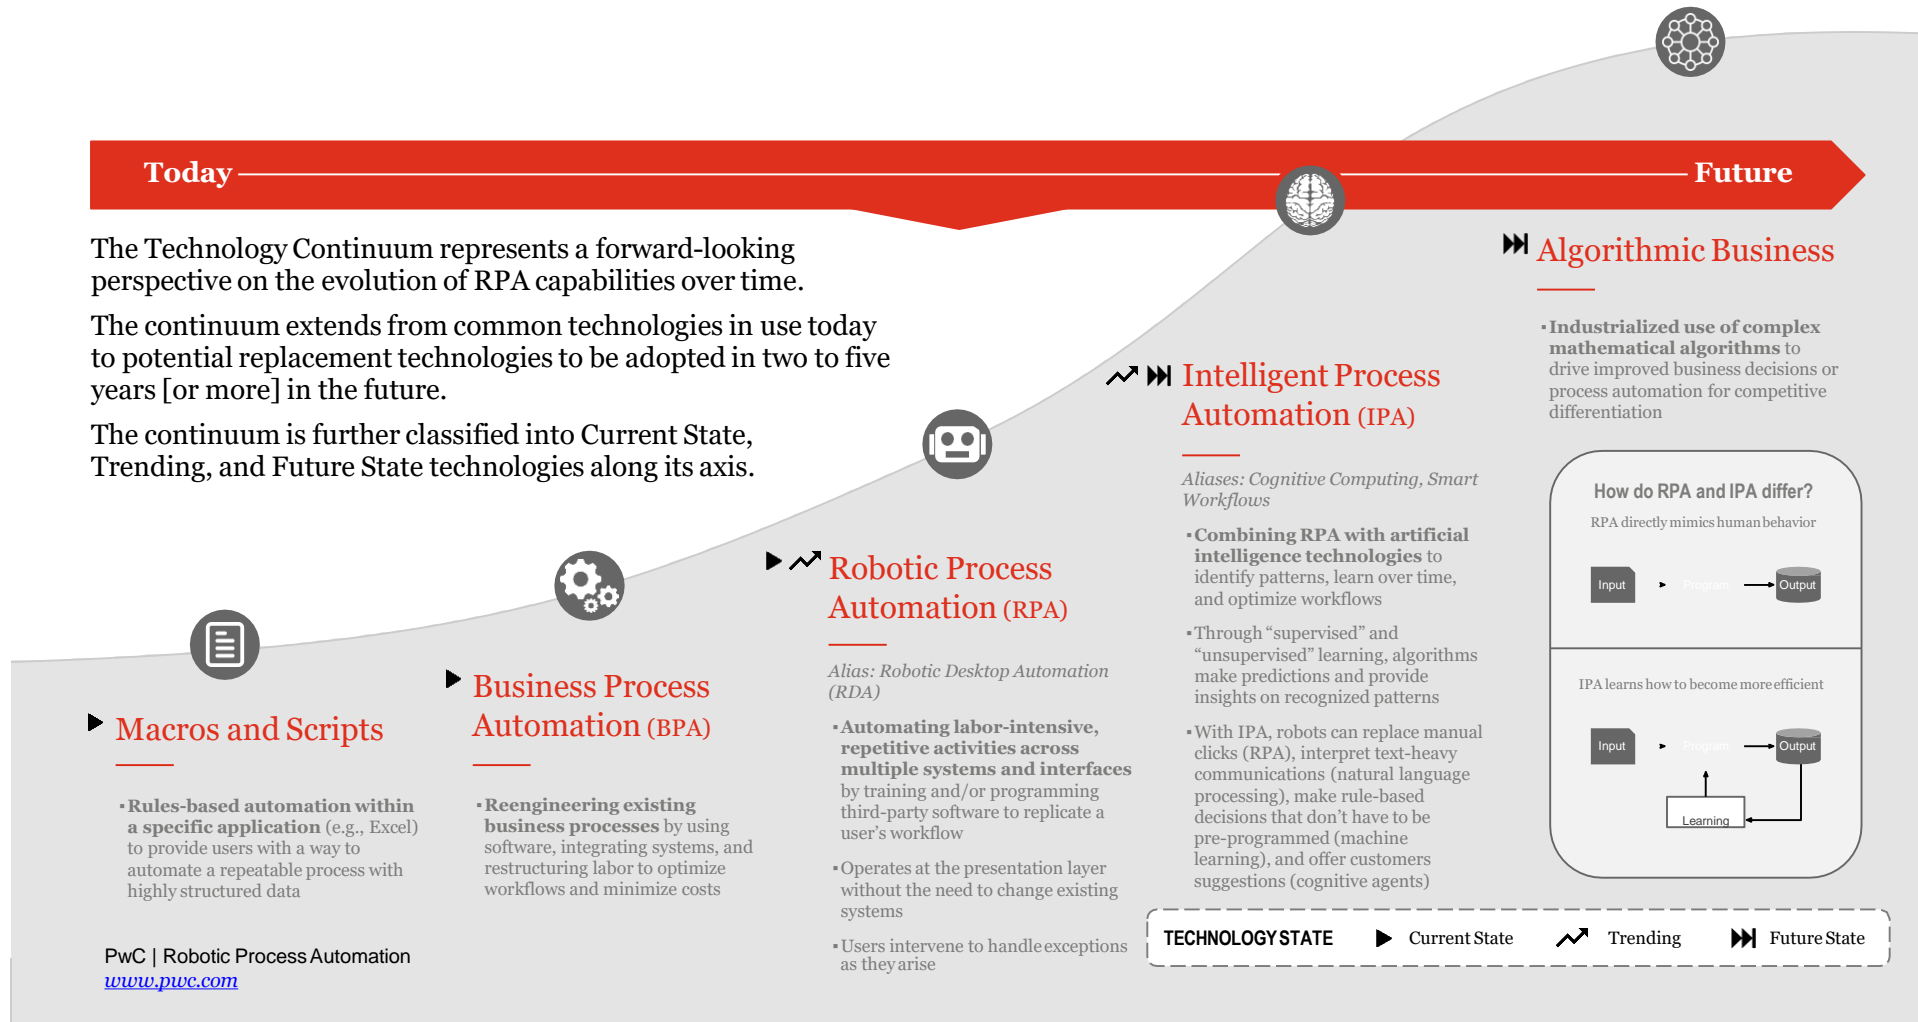 Today
Future
The Technology Continuum represents a forward-looking
perspective on the evolution of RPA capabilities over time.
The continuum extends from common technologies in use today
to potential replacement technologies to be adopted in two to five
years [or more] in the future.
The continuum is further classified into Current State,
Trending, and Future State technologies along its axis.
Macros and Scripts
▪Rules-based automation within
a specific application (e.g., Excel)
to provide users with a way to
automate a repeatable process with
highly structured data
Business Process
Automation (BPA)
▪Reengineering existing
business processes by using
software, integrating systems, and
restructuring labor to optimize
workflows and minimize costs
Robotic Process
Automation (RPA)
Alias: Robotic Desktop Automation
(RDA)
▪Automating labor-intensive,
repetitive activities across
multiple systems and interfaces
by training and/or programming
third-party software to replicate a
user’s workflow
▪Operates at the presentation layer
without the need to change existing
systems
▪Users intervene to handle exceptions
as they arise
Intelligent Process
Automation (IPA)
Aliases: Cognitive Computing, Smart
Workflows
▪Combining RPA with artificial
intelligence technologies to
identify patterns, learn over time,
and optimize workflows
▪Through “supervised” and
“unsupervised” learning, algorithms
make predictions and provide
insights on recognized patterns
▪With IPA, robots can replace manual
clicks (RPA), interpret text-heavy
communications (natural language
processing), make rule-based
decisions that don’t have to be
pre-programmed (machine
learning), and offer customers
suggestions (cognitive agents)
Algorithmic Business
▪Industrialized use of complex
mathematical algorithms to
drive improved business decisions or
process automation for competitive
differentiation
How do RPA and IPA differ?
RPA directly mimics human behavior
Input Program Output
IPA learns how to become more efficient
Input Program Output
Learning
TECHNOLOGY STATE Current State Trending Future State
PwC | Robotic Process Automation
www.pwc.com